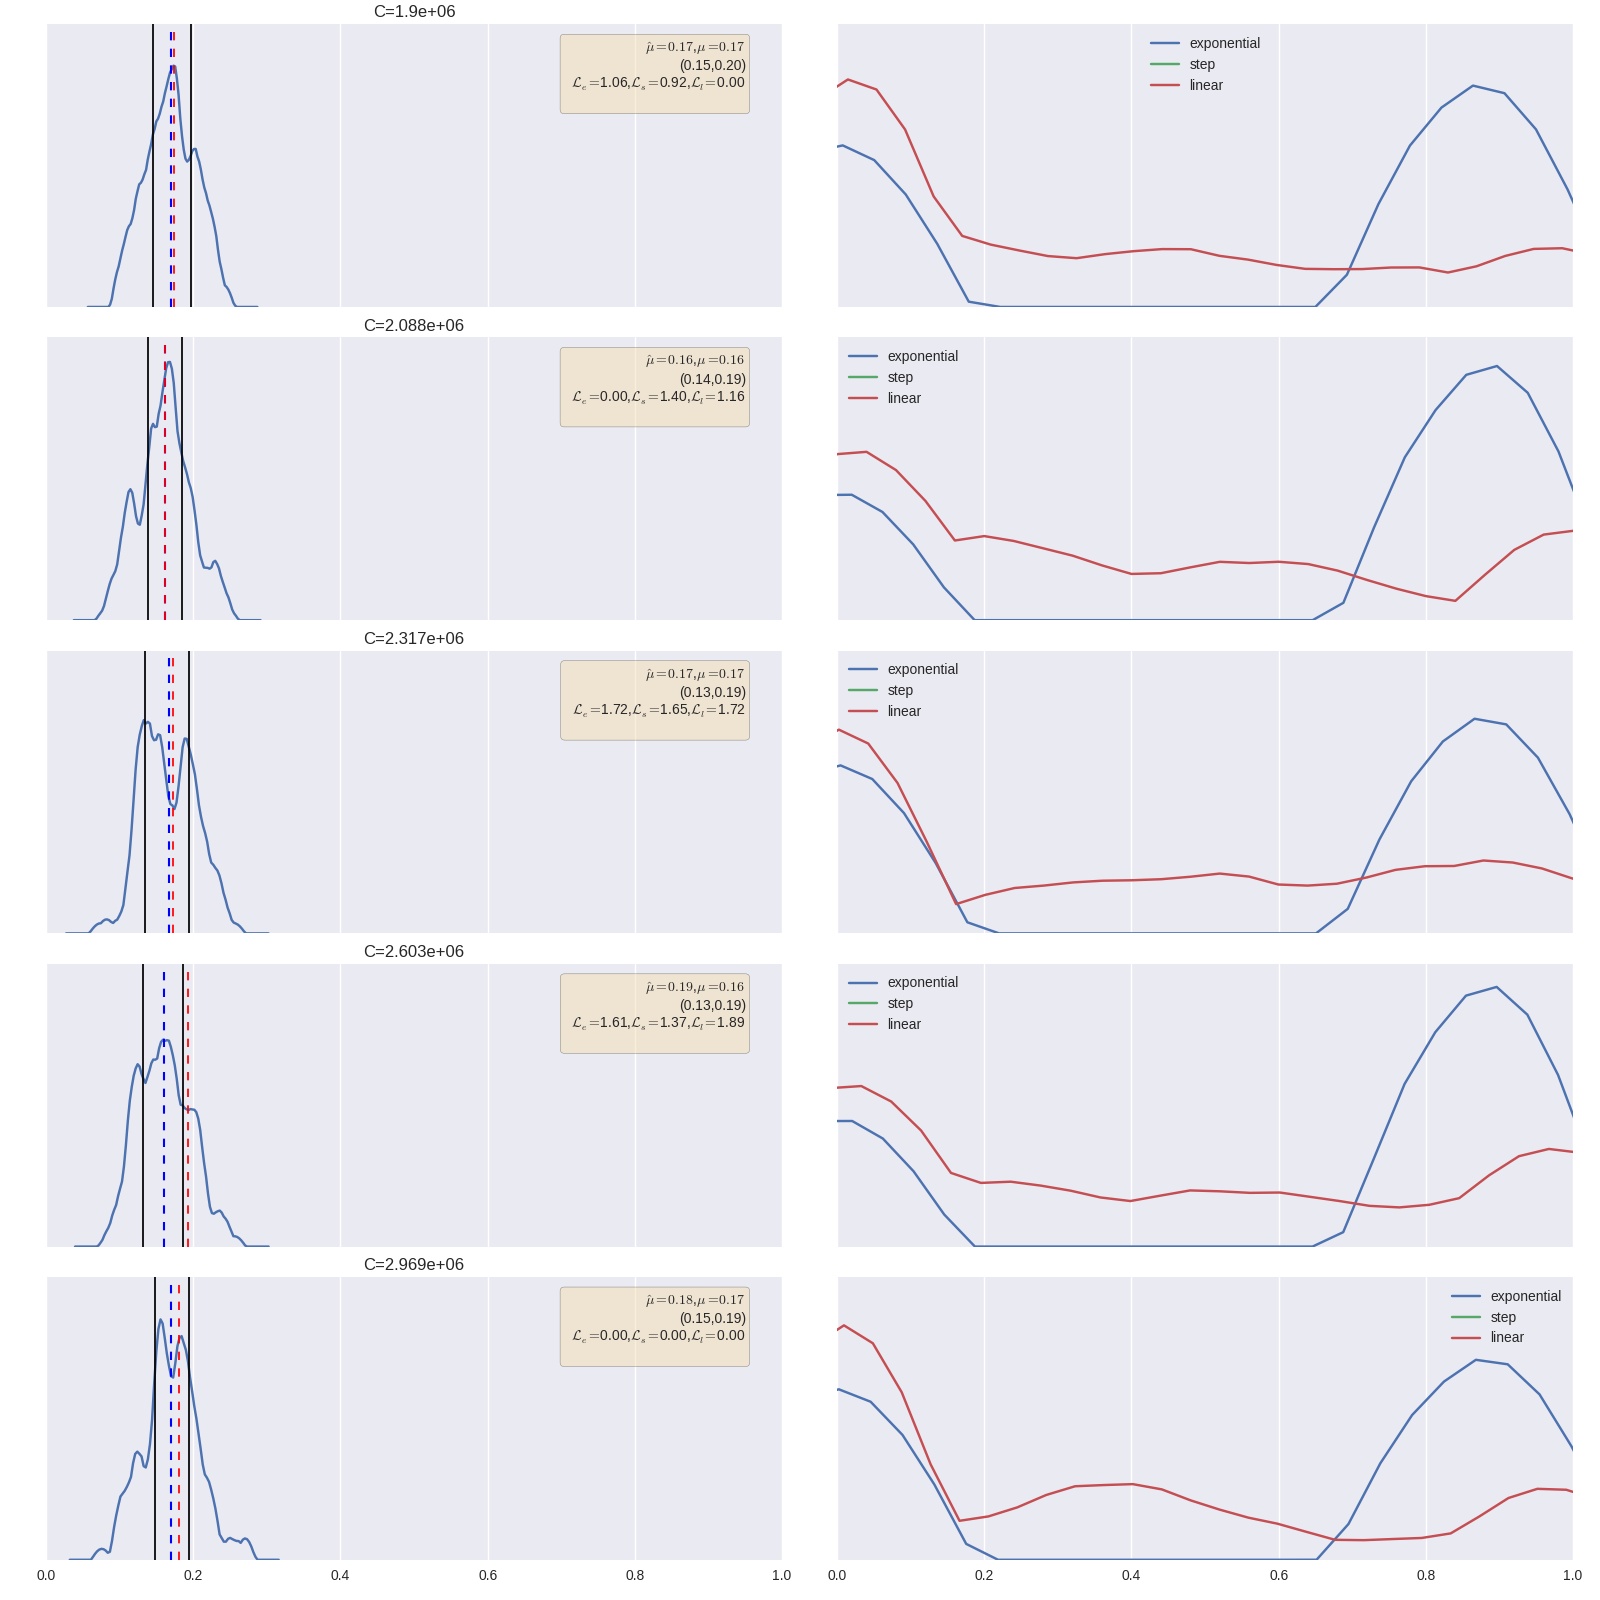 C=1.9e+06
μ̂=0.17,μ=0.17
(0.15,0.20)
ℒₑ=1.06,ℒₛ=0.92,ℒₗ=0.00
exponential
step
linear
C=2.088e+06
μ̂=0.16,μ=0.16
(0.14,0.19)
ℒₑ=0.00,ℒₛ=1.40,ℒₗ=1.16
exponential
step
linear
C=2.317e+06
μ̂=0.17,μ=0.17
(0.13,0.19)
ℒₑ=1.72,ℒₛ=1.65,ℒₗ=1.72
exponential
step
linear
C=2.603e+06
μ̂=0.19,μ=0.16
(0.13,0.19)
ℒₑ=1.61,ℒₛ=1.37,ℒₗ=1.89
exponential
step
linear
C=2.969e+06
μ̂=0.18,μ=0.17
(0.15,0.19)
ℒₑ=0.00,ℒₛ=0.00,ℒₗ=0.00
exponential
step
linear
0.0 0.2 0.4 0.6 0.8 1.0
0.0 0.2 0.4 0.6 0.8 1.0